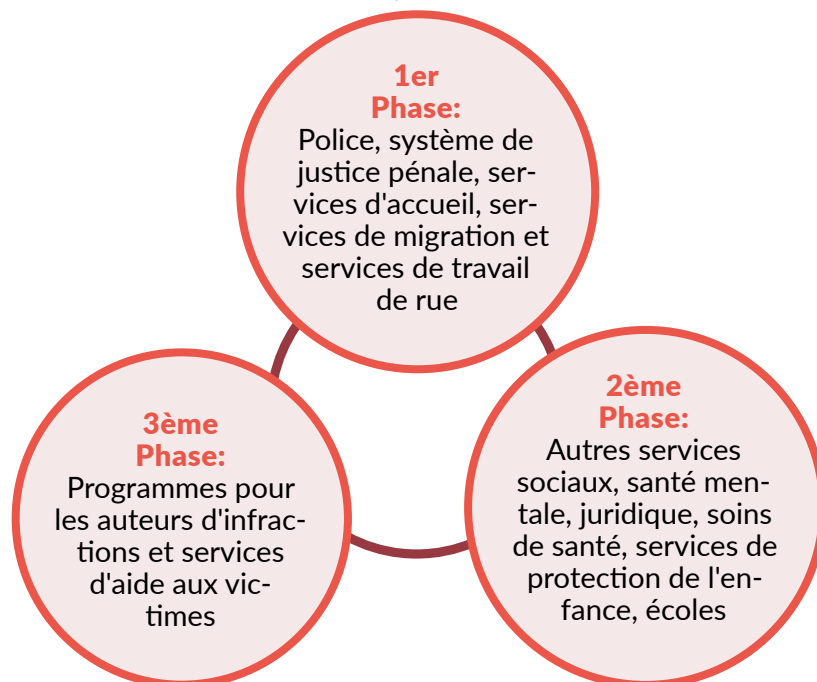 1er
Phase:
Police, système de
justice pénale, ser-
vices d'accueil, ser-
vices de migration et
services de travail
de rue
2ème
Phase:
Autres services
sociaux, santé men-
tale, juridique, soins
de santé, services de
protection de l'en-
fance, écoles
3ème
Phase:
Programmes pour
les auteurs d'infrac-
tions et services
d'aide aux vic-
times